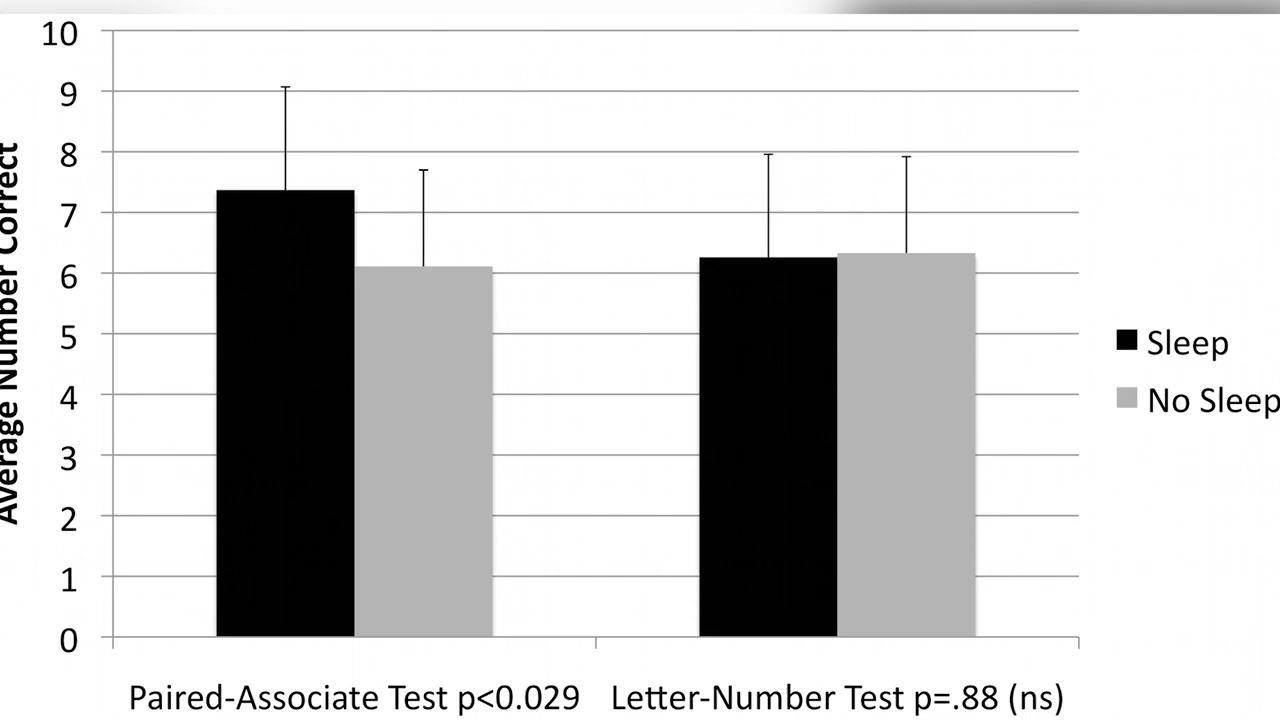 Average Number Correct
10
9
8
7
6
5
4
3
2
1
0
Paired-Associate Test p<0.029
Letter-Number Test p=.88 (ns)
Sleep
No Sleep